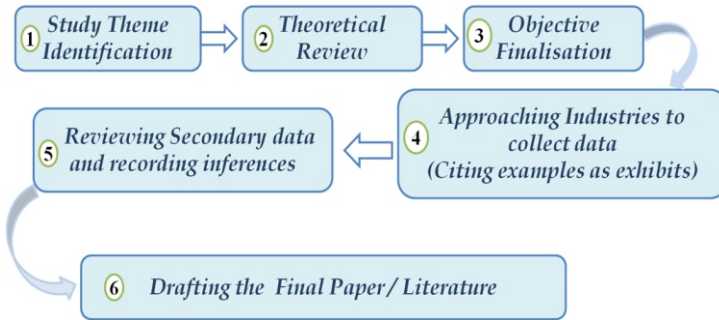 1 Study Theme
Identification
2 Theoretical
Review
3 Objective
Finalisation
4 Approaching Industries to
collect data
(Citing examples as exhibits)
5 Reviewing Secondary data
and recording inferences
6 Drafting the Final Paper/ Literature